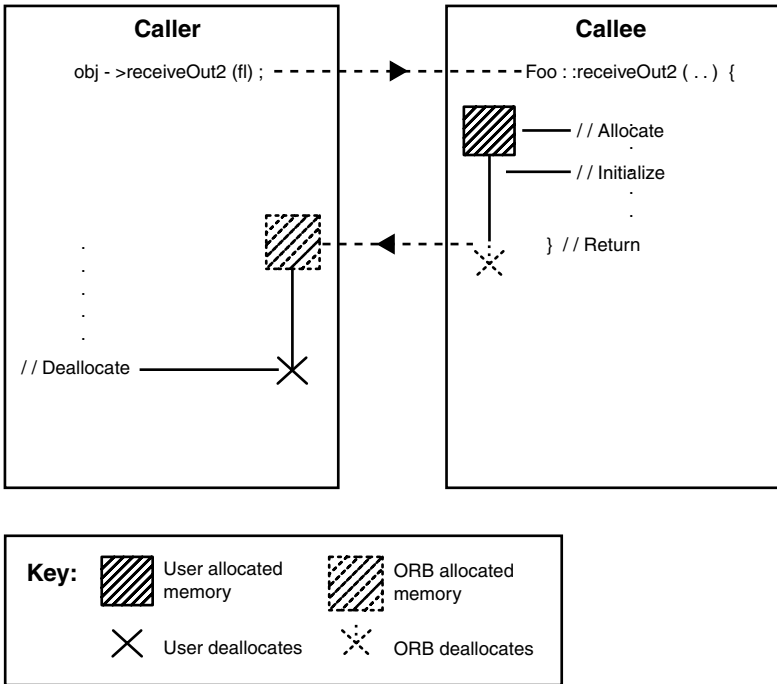 Caller
Callee
obj - >receiveOut2 (fl) ;
Foo : :receiveOut2 ( . . ) {
/ / Allocate
/ / Initialize
} / / Return
/ / Deallocate
Key:
User allocated
memory
ORB allocated
memory
User deallocates
ORB deallocates